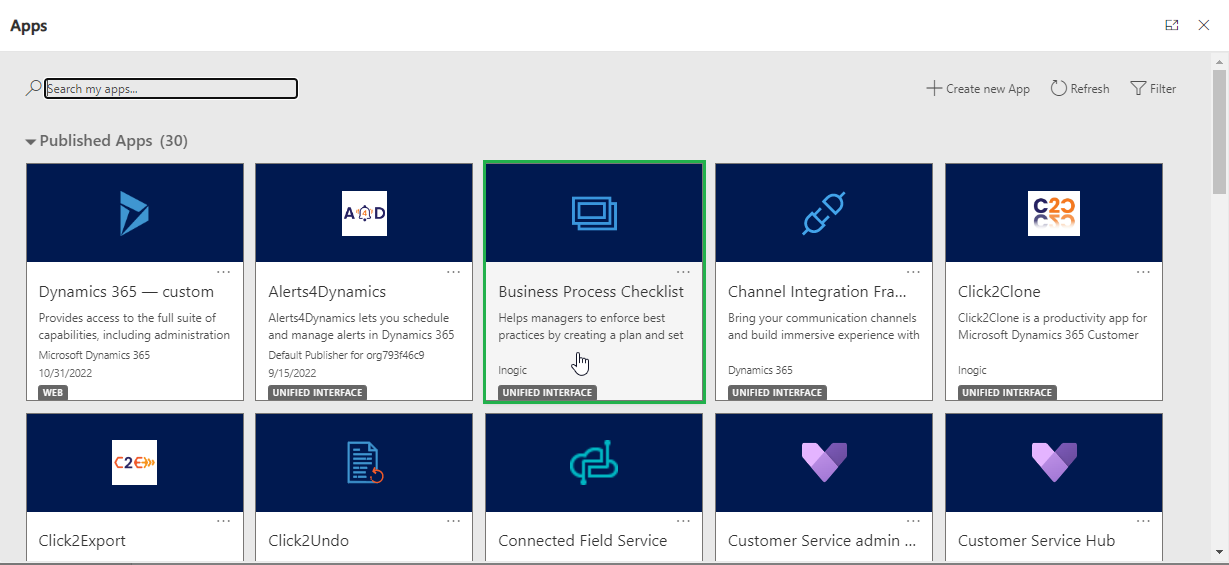 Apps
Search my apps...
Create new App
Refresh
Filter
Published Apps (30)
Dynamics 365 — custom
Provides access to the full suite of
capabilities, including administration
Microsoft Dynamics 365
10/31/2022
WEB
A4D
Alerts4Dynamics
Alerts4Dynamics lets you schedule
and manage alerts in Dynamics 365
Default Publisher for org793f46c9
9/15/2022
UNIFIED INTERFACE
Business Process Checklist
Helps managers to enforce best
practices by creating a plan and set
Inogic
UNIFIED INTERFACE
Channel Integration Fra...
Bring your communication channels
and build immersive experience with
Dynamics 365
UNIFIED INTERFACE
C2C
Click2Clone
Click2Clone is a productivity app for
Microsoft Dynamics 365 Customer
Inogic
UNIFIED INTERFACE
C2E
Click2Export
Click2Undo
Connected Field Service
Customer Service admin ...
Customer Service Hub